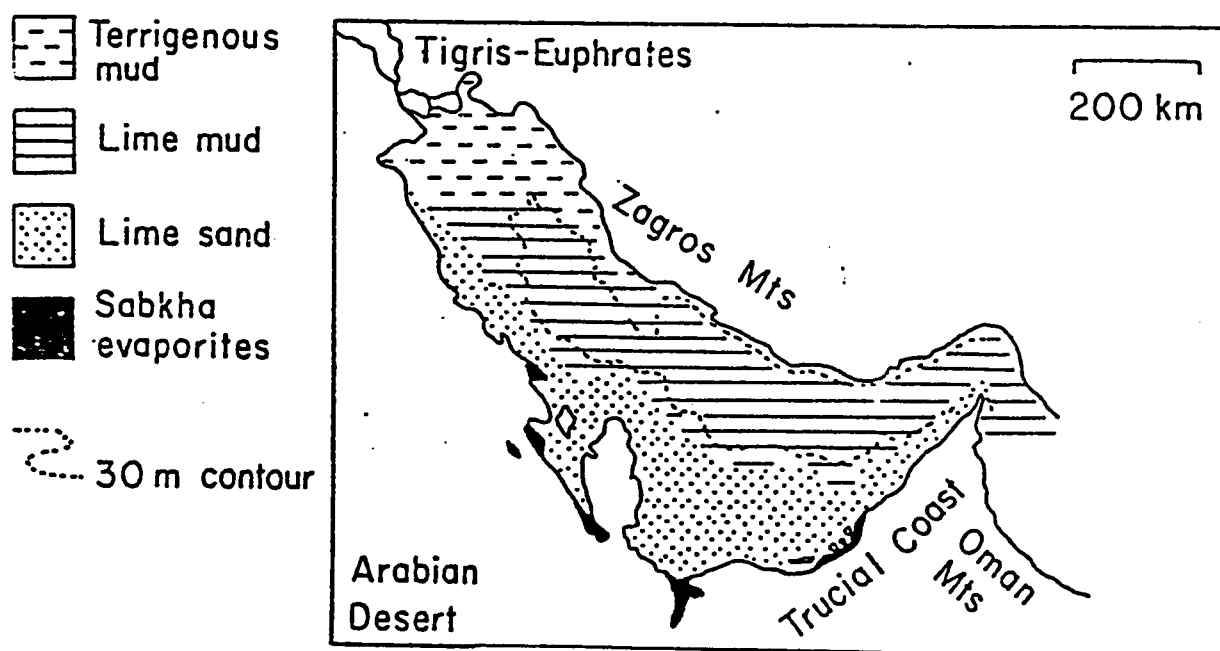 Terrigenous
mud
Lime mud
Lime sand
Sabkha
evaporites
30 m contour
Tigris-Euphrates
200 km
Zagros Mts
Arabian
Desert
Trucial Coast
Oman
Mts